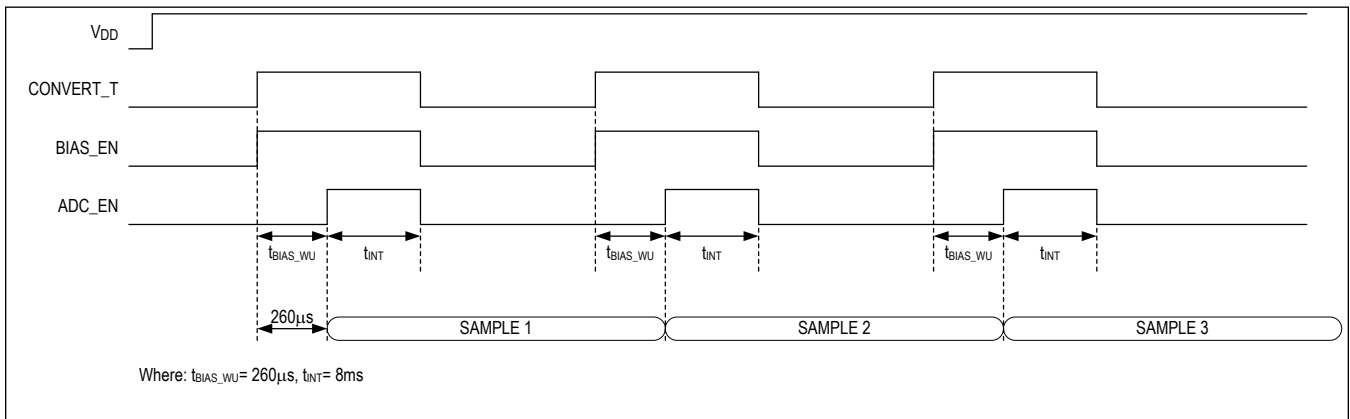 VDD
CONVERT_T
BIAS_EN
ADC_EN
tBIAS_WU tINT tBIAS_WU tINT tBIAS_WU tINT
260μs SAMPLE 1 SAMPLE 2 SAMPLE 3
Where: tBIAS_WU= 260μs, tINT= 8ms